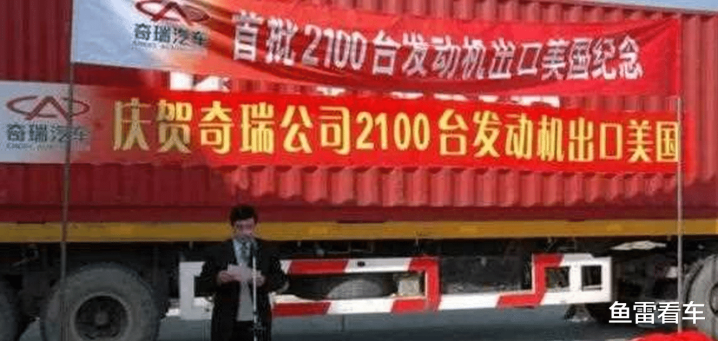 奇瑞汽车
首批2100台发动机出口美国纪念
奇瑞汽车
庆贺奇瑞公司2100台发动机出口美国
鱼雷看车